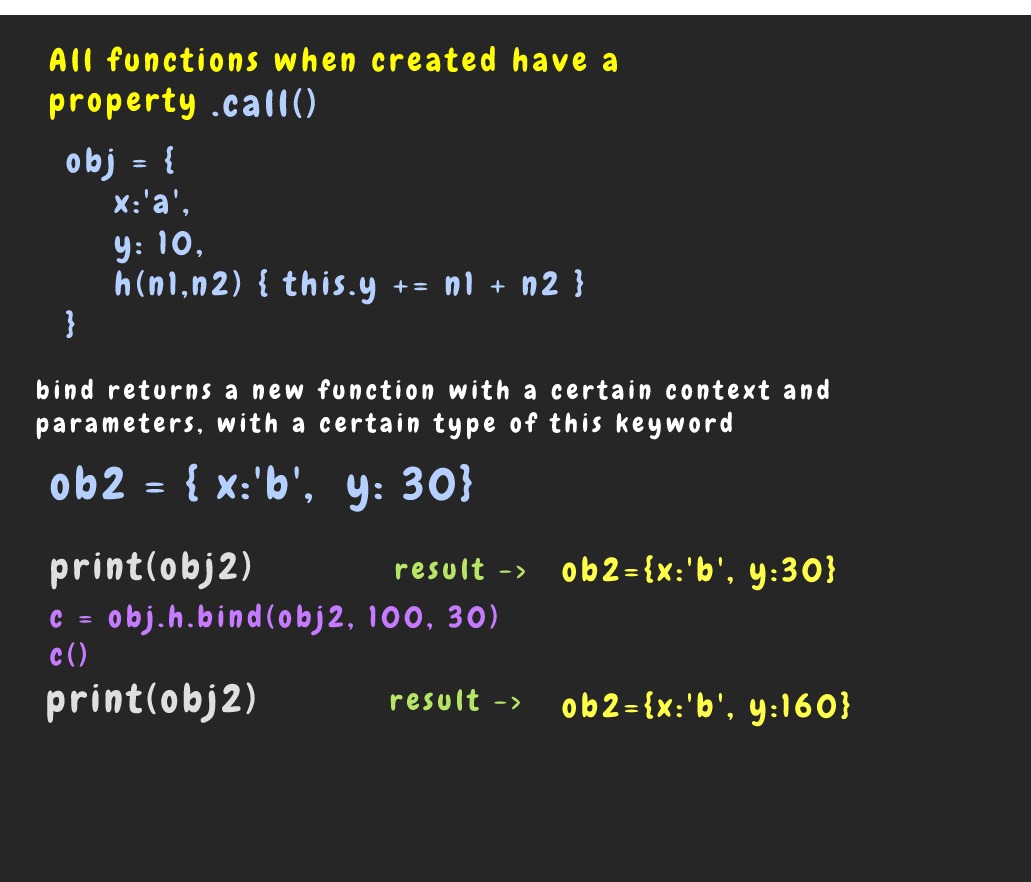 All functions when created have a
property .call()
obj = {
x:'a',
y: 10,
h(n1,n2) { this.y += n1 + n2 }
}
bind returns a new function with a certain context and
parameters, with a certain type of this keyword
ob2 = { x:'b', y: 30}
print(obj2) result -> ob2={x:'b', y:30}
c = obj.h.bind(obj2, 100, 30)
c()
print(obj2) result -> ob2={x:'b', y:160}